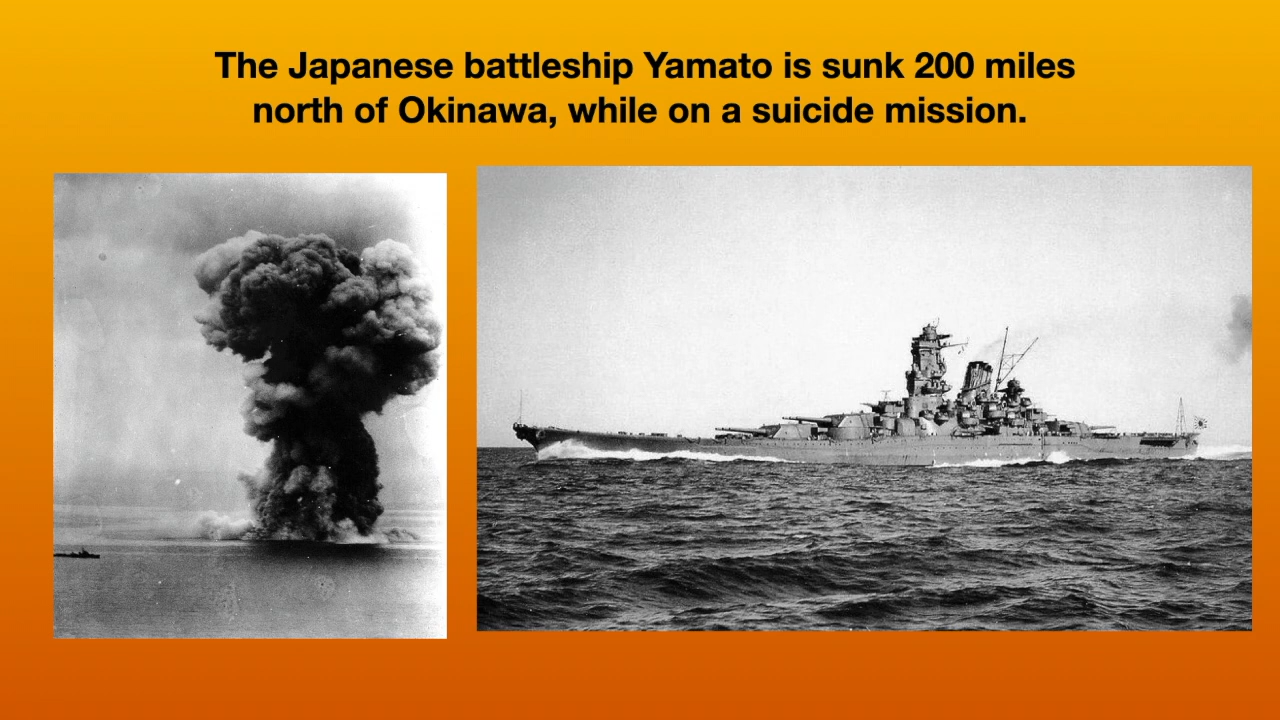 The Japanese battleship Yamato is sunk 200 miles
north of Okinawa, while on a suicide mission.